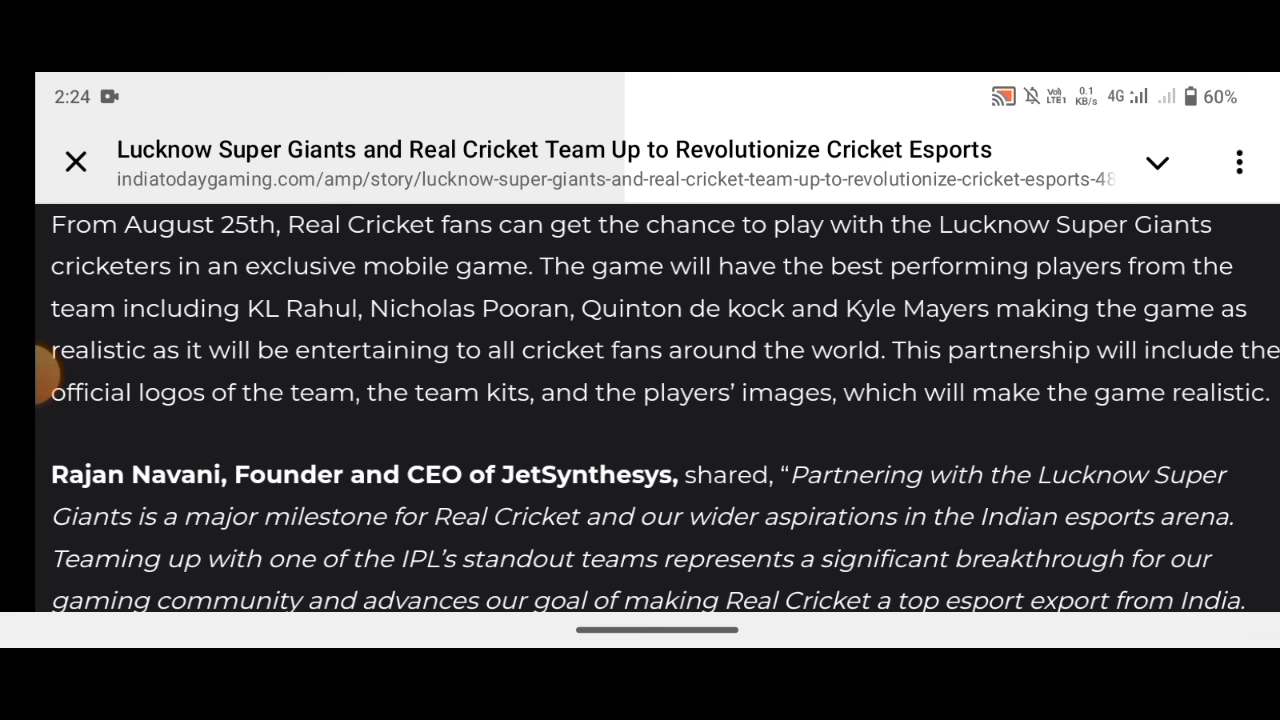 2:24
Vo) LTE1 0.1 KB/s 4G 60%
Lucknow Super Giants and Real Cricket Team Up to Revolutionize Cricket Esports
indiatodaygaming.com/amp/story/lucknow-super-giants-and-real-cricket-team-up-to-revolutionize-cricket-esports-48
From August 25th, Real Cricket fans can get the chance to play with the Lucknow Super Giants
cricketers in an exclusive mobile game. The game will have the best performing players from the
team including KL Rahul, Nicholas Pooran, Quinton de kock and Kyle Mayers making the game as
realistic as it will be entertaining to all cricket fans around the world. This partnership will include the
official logos of the team, the team kits, and the players’ images, which will make the game realistic.
Rajan Navani, Founder and CEO of JetSynthesys, shared, “Partnering with the Lucknow Super
Giants is a major milestone for Real Cricket and our wider aspirations in the Indian esports arena.
Teaming up with one of the IPL’s standout teams represents a significant breakthrough for our
gaming community and advances our goal of making Real Cricket a top esport export from India.